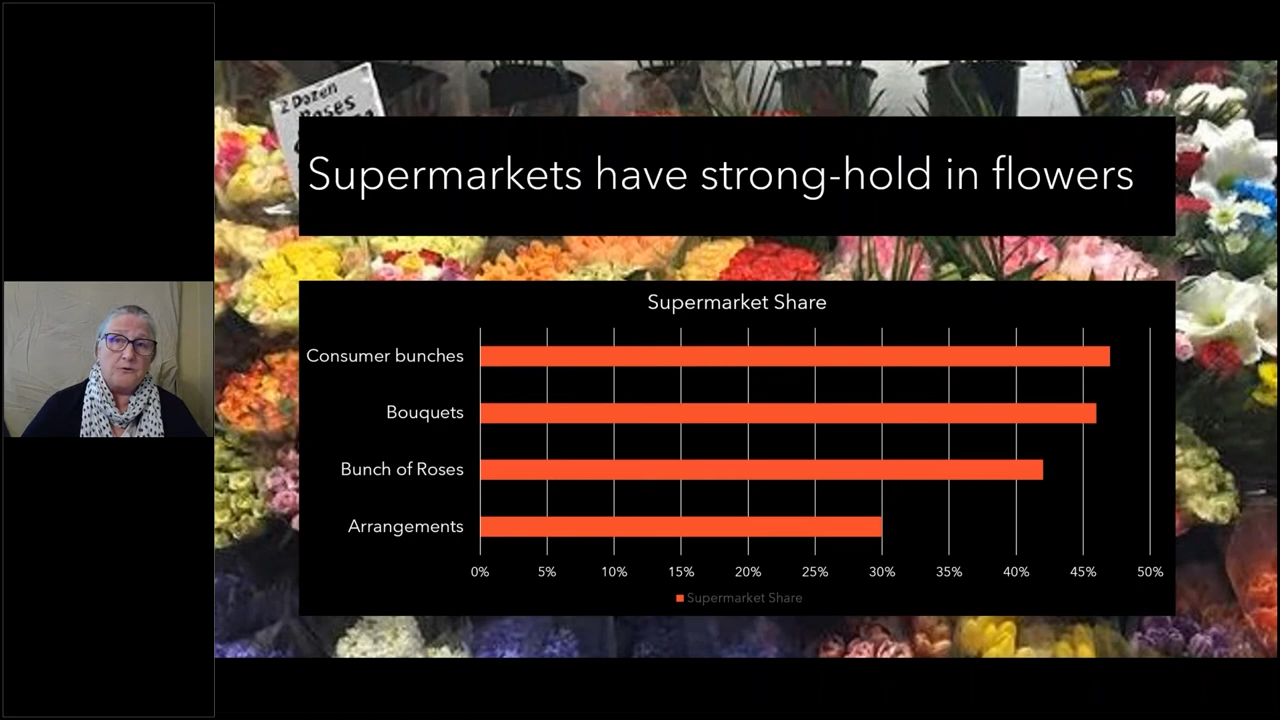 2 Dozen
Roses
Supermarkets have strong-hold in flowers
Supermarket Share
Consumer bunches
Bouquets
Bunch of Roses
Arrangements
0% 5% 10% 15% 20% 25% 30% 35% 40% 45% 50%
Supermarket Share